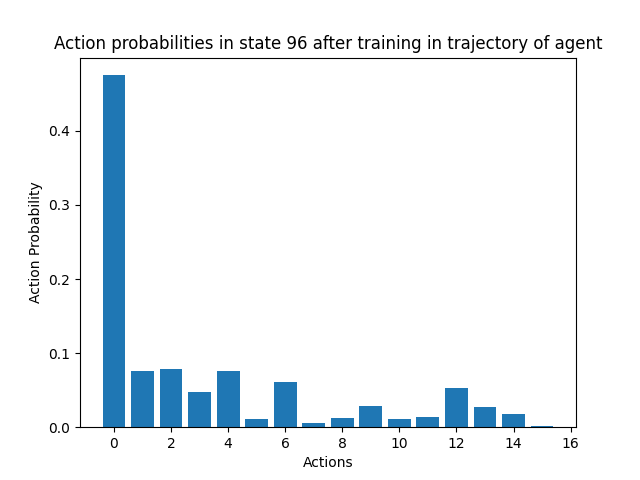 Action probabilities in state 96 after training in trajectory of agent
0.4
0.3
0.2
0.1
0.0
Action Probability
0 2 4 6 8 10 12 14 16
Actions